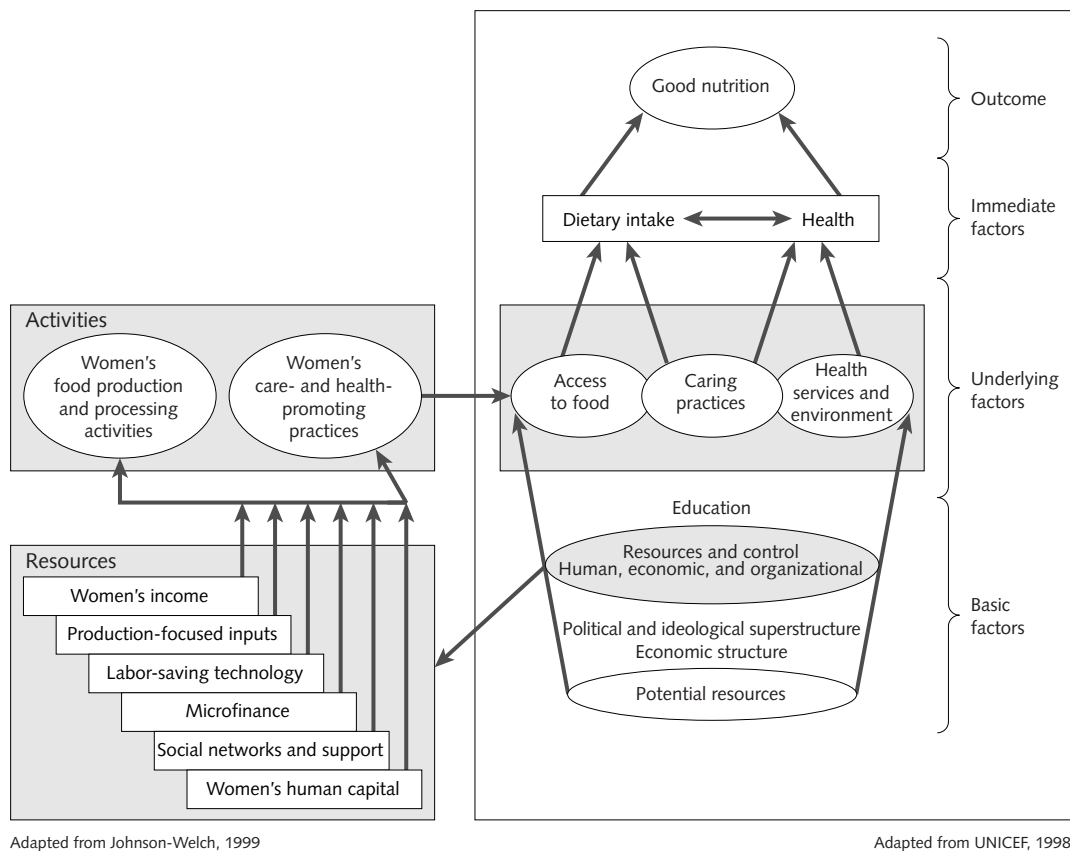 Good nutrition
Outcome
Dietary intake
Health
Immediate
factors
Activities
Women's
food production
and processing
activities
Women's
care- and health-
promoting
practices
Access
to food
Caring
practices
Health
services and
environment
Underlying
factors
Education
Resources and control
Human, economic, and organizational
Political and ideological superstructure
Economic structure
Potential resources
Basic
factors
Resources
Women's income
Production-focused inputs
Labor-saving technology
Microfinance
Social networks and support
Women's human capital
Adapted from Johnson-Welch, 1999
Adapted from UNICEF, 1998